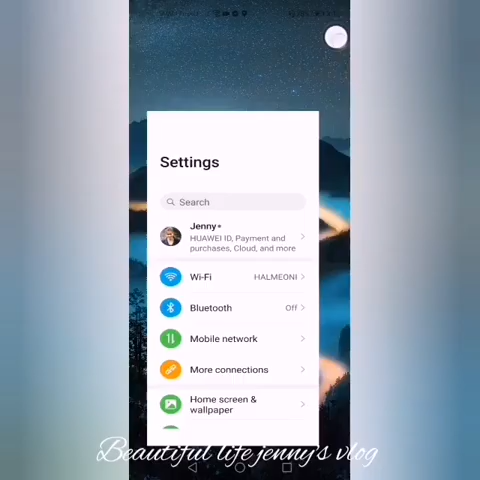 Settings
Search
Jenny
HUAWEI ID, Payment and
purchases, Cloud, and more
Wi-Fi HALMEONI
Bluetooth Off
Mobile network
More connections
Home screen &
wallpaper
Beautiful life jenny's vlog